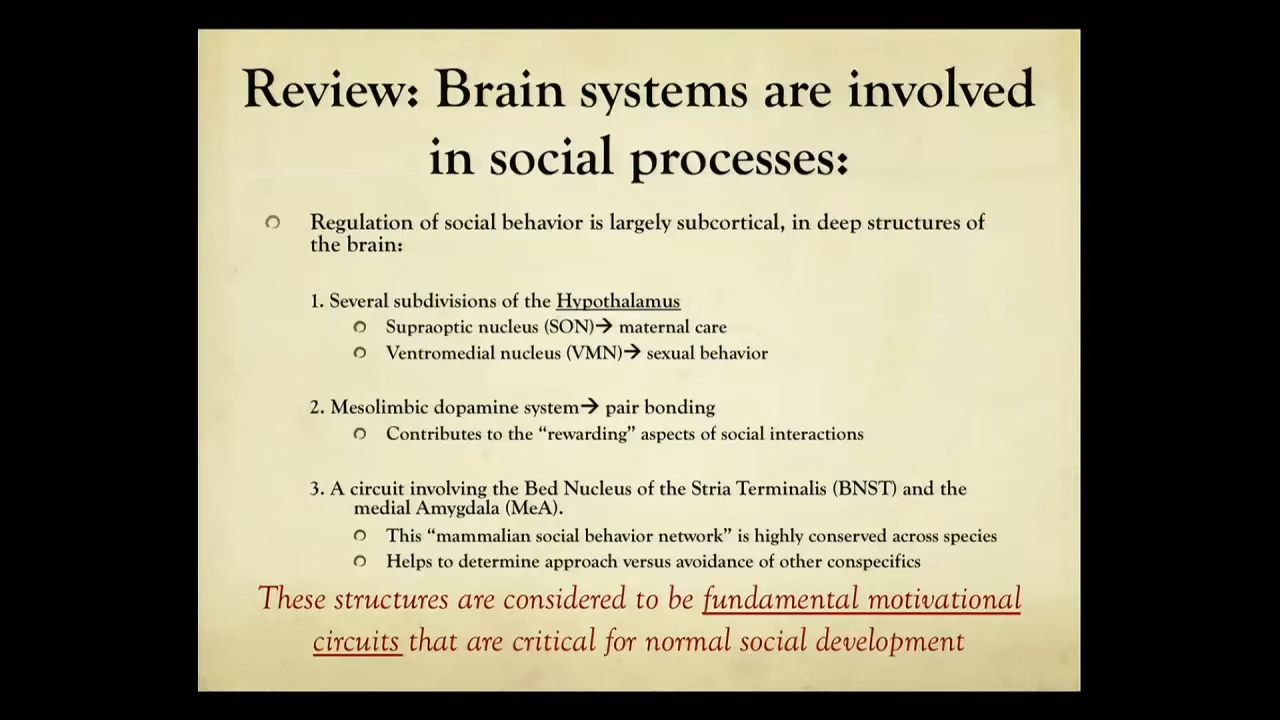 Review: Brain systems are involved
in social processes:
Regulation of social behavior is largely subcortical, in deep structures of
the brain:
1. Several subdivisions of the Hypothalamus
Supraoptic nucleus (SON)→ maternal care
Ventromedial nucleus (VMN)→ sexual behavior
2. Mesolimbic dopamine system→ pair bonding
Contributes to the “rewarding” aspects of social interactions
3. A circuit involving the Bed Nucleus of the Stria Terminalis (BNST) and the
medial Amygdala (MeA).
This “mammalian social behavior network” is highly conserved across species
Helps to determine approach versus avoidance of other conspecifics
These structures are considered to be fundamental motivational
circuits that are critical for normal social development